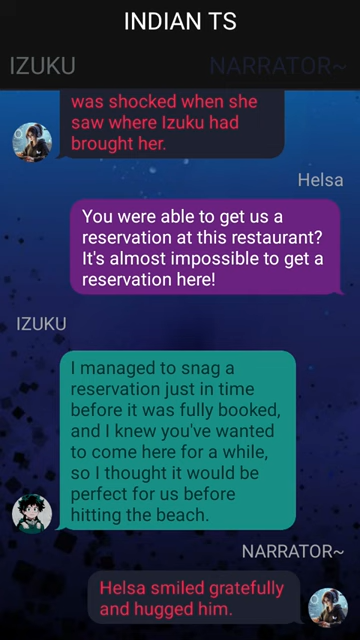 INDIAN TS
IZUKU
NARRATOR~
was shocked when she
saw where Izuku had
brought her.
Helsa
You were able to get us a
reservation at this restaurant?
It's almost impossible to get a
reservation here!
IZUKU
I managed to snag a
reservation just in time
before it was fully booked,
and I knew you've wanted
to come here for a while,
so I thought it would be
perfect for us before
hitting the beach.
NARRATOR~
Helsa smiled gratefully
and hugged him.